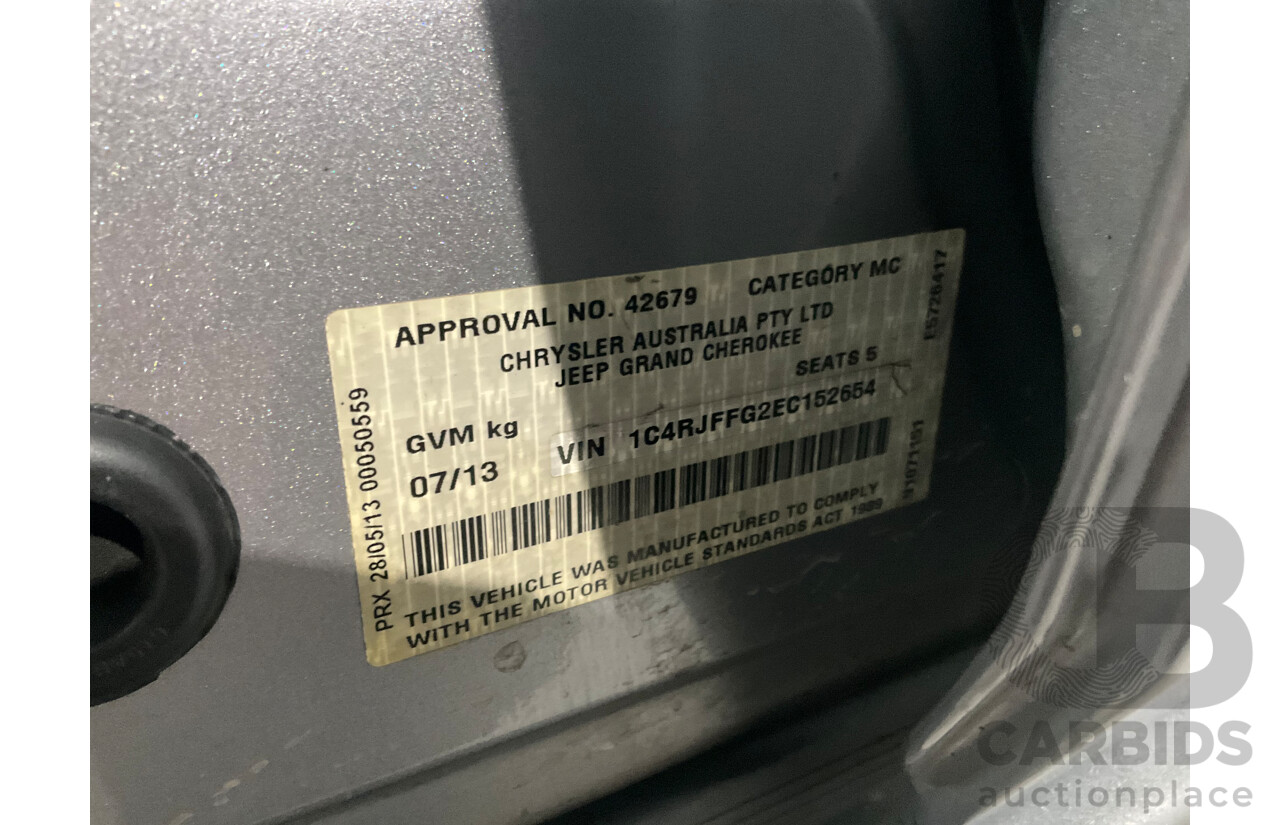 APPROVAL NO. 42679 CATEGORY MC
CHRYSLER AUSTRALIA PTY LTD
JEEP GRAND CHEROKEE
SEATS 5
GVM kg
VIN 1C4RJFFG2EC152654
07/13
THIS VEHICLE WAS MANUFACTURED TO COMPLY
WITH THE MOTOR VEHICLE STANDARDS ACT 1989
PRX 28/05/13 00050559
E5726417
CARBIDS
auctionplace